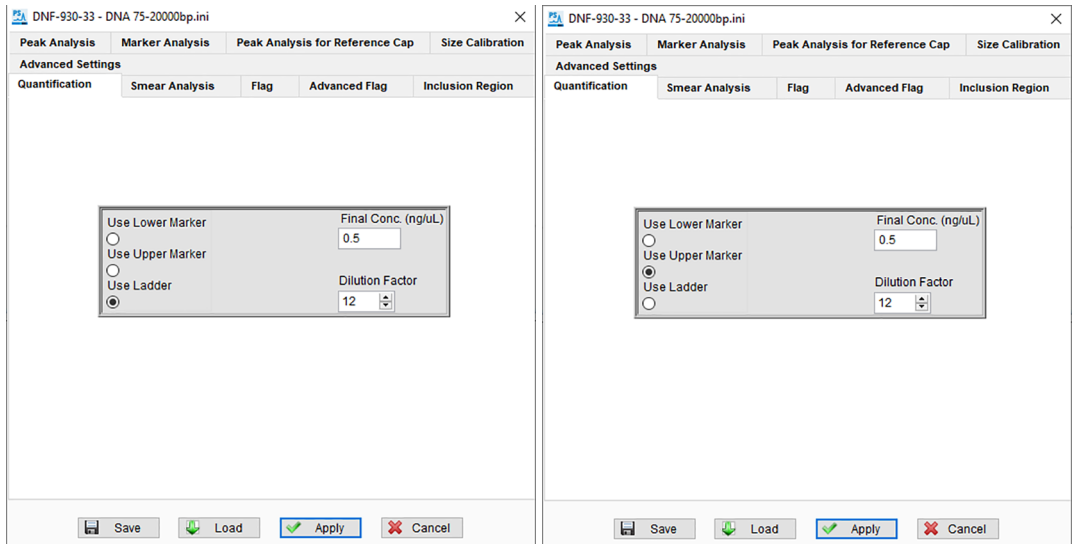 DNF-930-33 - DNA 75-20000bp.ini
Peak Analysis Marker Analysis Peak Analysis for Reference Cap Size Calibration
Advanced Settings
Quantification Smear Analysis Flag Advanced Flag Inclusion Region
Use Lower Marker Final Conc. (ng/uL)
0.5
Use Upper Marker
Use Ladder Dilution Factor
12
Save Load Apply Cancel
DNF-930-33 - DNA 75-20000bp.ini
Peak Analysis Marker Analysis Peak Analysis for Reference Cap Size Calibration
Advanced Settings
Quantification Smear Analysis Flag Advanced Flag Inclusion Region
Use Lower Marker Final Conc. (ng/uL)
0.5
Use Upper Marker
Use Ladder Dilution Factor
12
Save Load Apply Cancel